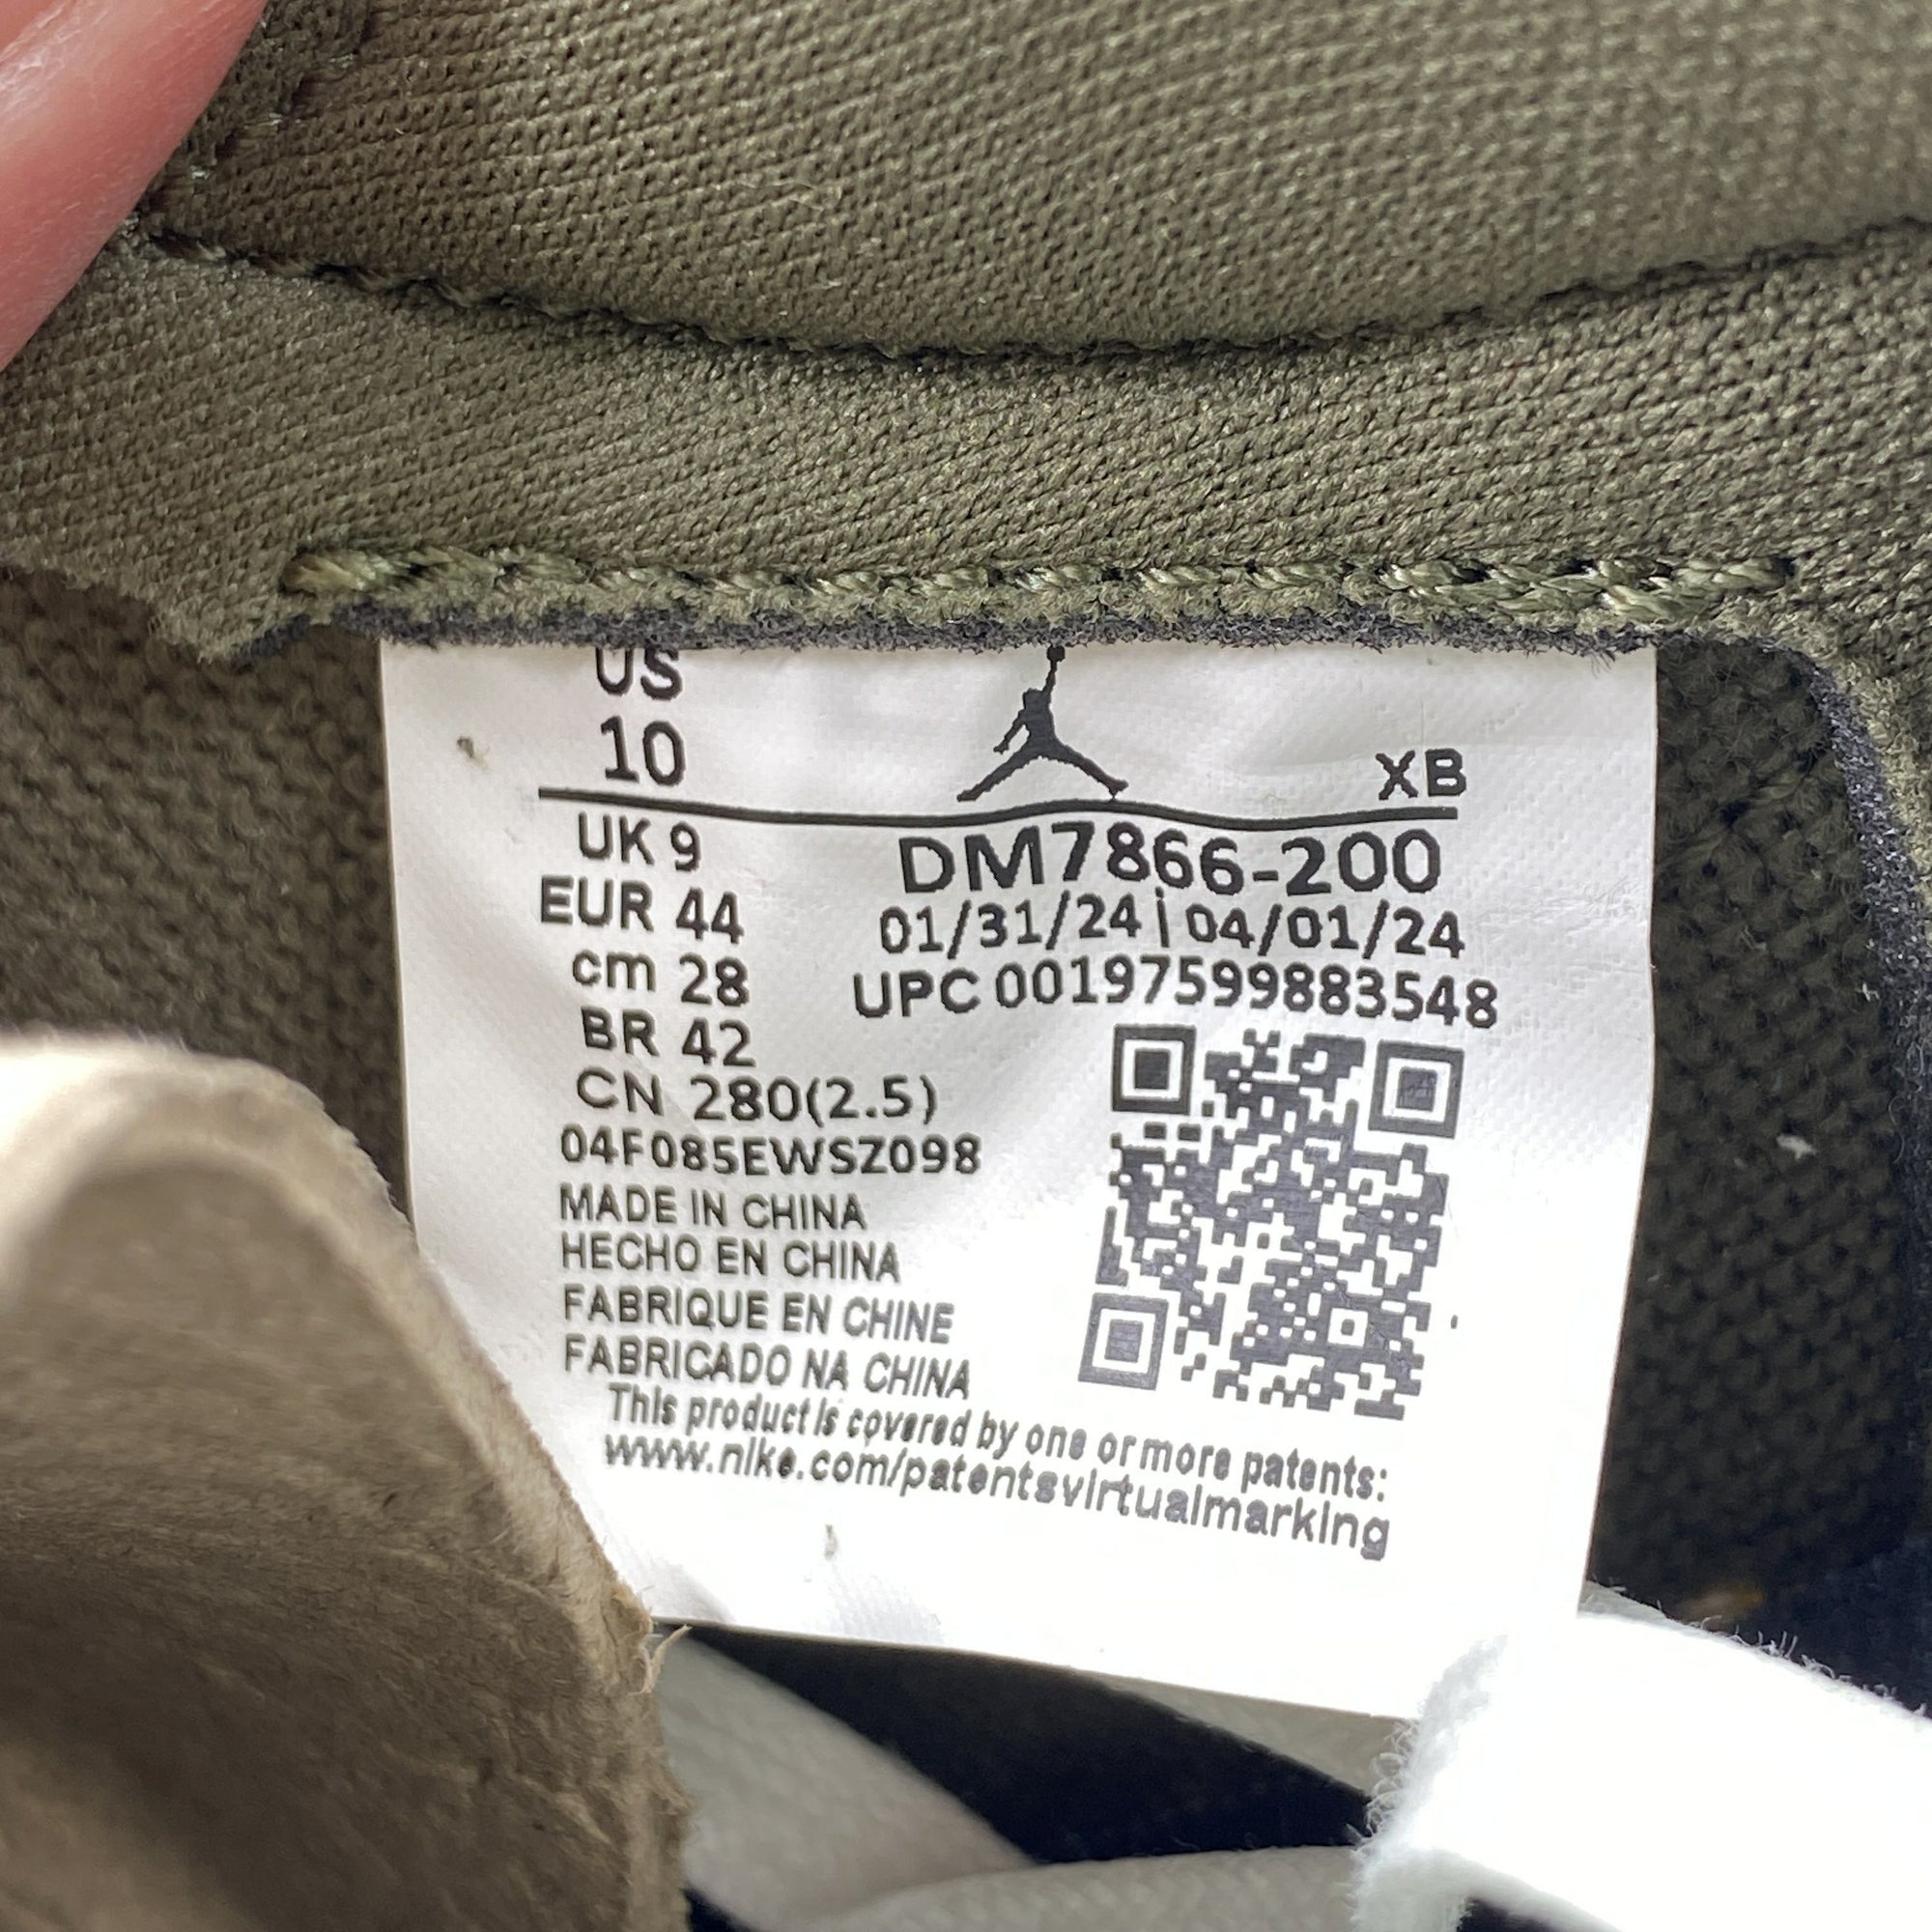 US
10
XB
UK 9
DM7866-200
EUR 44
01/31/24 | 04/01/24
cm 28
UPC 00197599883548
BR 42
CN 280(2.5)
04F085EWSZ098
MADE IN CHINA
HECHO EN CHINA
FABRIQUE EN CHINE
FABRICADO NA CHINA
This product is covered by one or more patents:
www.nike.com/patentsvirtualmarking